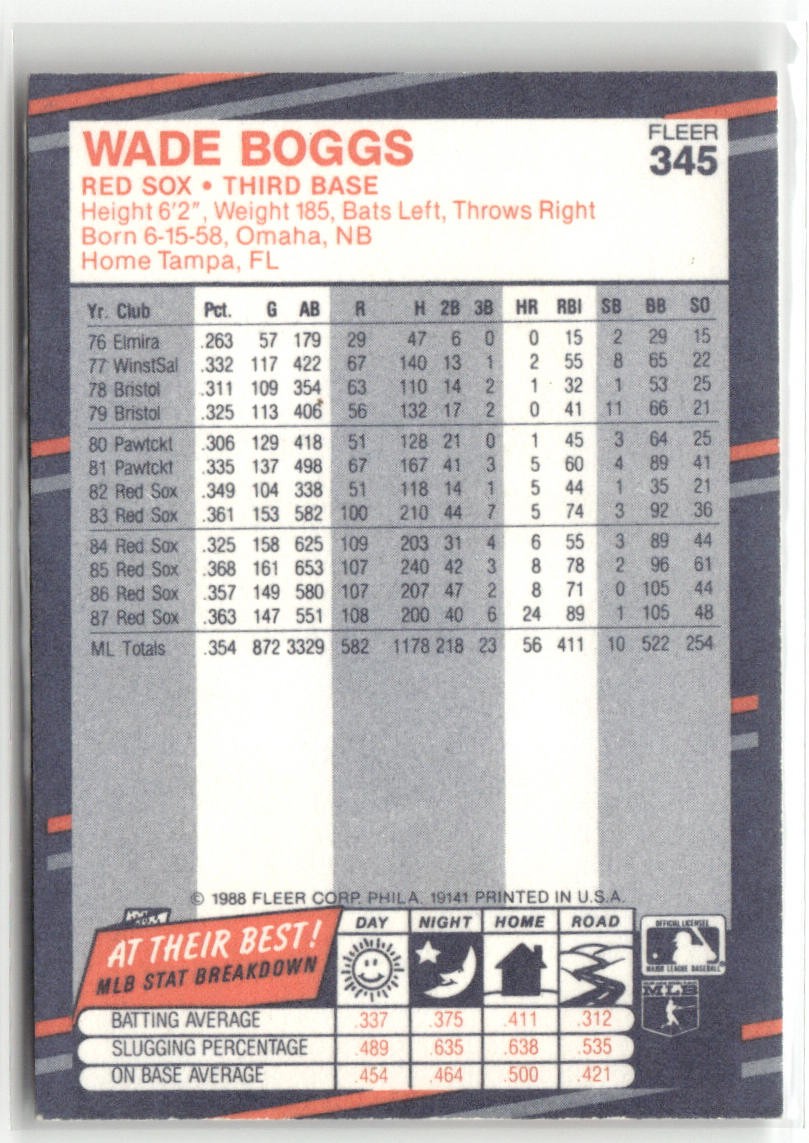 WADE BOGGS
FLEER
345
RED SOX • THIRD BASE
Height 6'2", Weight 185, Bats Left, Throws Right
Born 6-15-58, Omaha, NB
Home Tampa, FL
Yr. Club Pct. G AB R H 2B 3B HR RBI SB BB SO
76 Elmira .263 57 179 29 47 6 0 0 15 2 29 15
77 WinstSal .332 117 422 67 140 13 1 2 55 8 65 22
78 Bristol .311 109 354 63 110 14 2 1 32 1 53 25
79 Bristol .325 113 406 56 132 17 2 0 41 11 66 21
80 Pawtckt .306 129 418 51 128 21 0 1 45 3 64 25
81 Pawtckt .335 137 498 67 167 41 3 5 60 4 89 41
82 Red Sox .349 104 338 51 118 14 1 5 44 1 35 21
83 Red Sox .361 153 582 100 210 44 7 5 74 3 92 36
84 Red Sox .325 158 625 109 203 31 4 6 55 3 89 44
85 Red Sox .368 161 653 107 240 42 3 8 78 2 96 61
86 Red Sox .357 149 580 107 207 47 2 8 71 0 105 44
87 Red Sox .363 147 551 108 200 40 6 24 89 1 105 48
ML Totals .354 872 3329 582 1178 218 23 56 411 10 522 254
© 1988 FLEER CORP. PHILA. 19141 PRINTED IN U.S.A.
AT THEIR BEST!
MLB STAT BREAKDOWN
DAY NIGHT HOME ROAD
BATTING AVERAGE .337 .375 .411 .312
SLUGGING PERCENTAGE .489 .635 .638 .535
ON BASE AVERAGE .454 .464 .500 .421
OFFICIAL LICENSEE
MAJOR LEAGUE BASEBALL
MLB